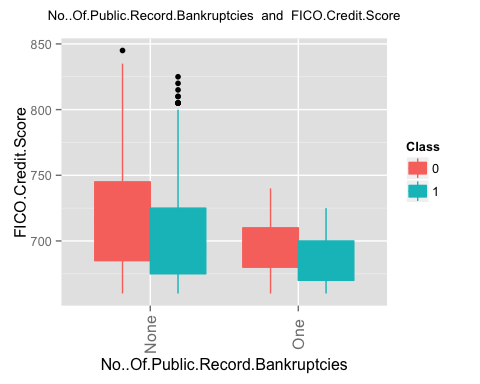 No..Of.Public.Record.Bankruptcies and FICO.Credit.Score
850
800
750
700
FICO.Credit.Score
None
One
No..Of.Public.Record.Bankruptcies
Class
0
1